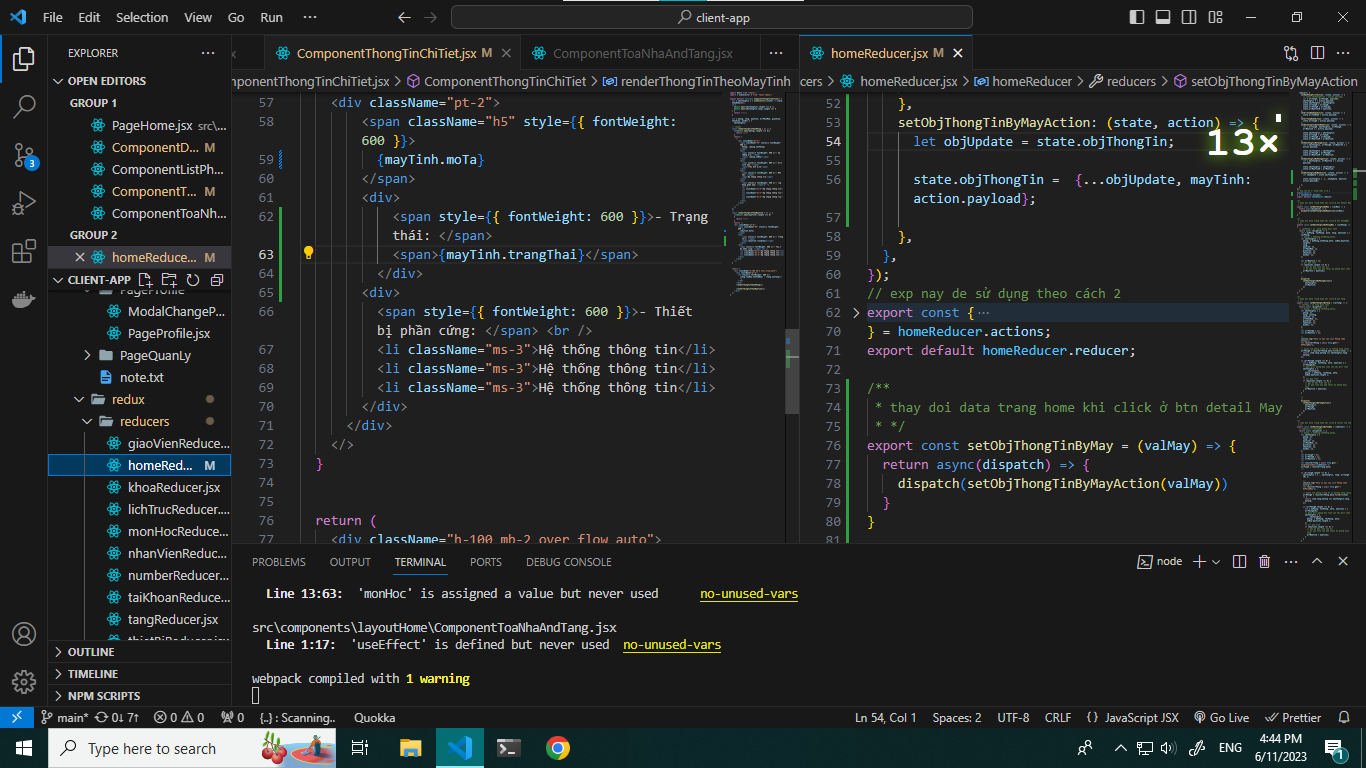 File Edit Selection View Go Run ··· client-app
EXPLORER
OPEN EDITORS
GROUP 1
PageHome.jsx src\...
ComponentD... M
ComponentListPh...
ComponentT... M
ComponentToaNh...
GROUP 2
homeReduce... M
CLIENT-APP
PageProfile
ModalChangeP...
PageProfile.jsx
PageQuanLy
note.txt
redux
reducers
giaoVienReduce...
homeRed... M
khoaReducer.jsx
lichTrucReducer....
monHocReduce...
nhanVienReduc...
numberReducer...
taiKhoanReduce...
tangReducer.jsx
thietBiReducer.jsx
OUTLINE
TIMELINE
NPM SCRIPTS
ComponentThongTinChiTiet.jsx M ComponentToaNhaAndTang.jsx
mponentThongTinChiTiet.jsx > ComponentThongTinChiTiet > renderThongTinTheoMayTinh
57 <div className="pt-2">
58 <span className="h5" style={{ fontWeight:
600 }}>
59 {mayTinh.moTa}
60 </span>
61 <div>
62 <span style={{ fontWeight: 600 }}>- Trạng
thái: </span>
63 <span>{mayTinh.trangThai}</span>
64 </div>
65 <div>
66 <span style={{ fontWeight: 600 }}>- Thiết
bị phần cứng: </span> <br />
67 <li className="ms-3">Hệ thống thông tin</li>
68 <li className="ms-3">Hệ thống thông tin</li>
69 <li className="ms-3">Hệ thống thông tin</li>
70 </div>
71 </div>
72 </>
73 }
74
75
76 return (
77 <div className="h-100 mb-2 over flow auto">
homeReducer.jsx M
cers > homeReducer.jsx > homeReducer > reducers > setObjThongTinByMayAction
52 },
53 setObjThongTinByMayAction: (state, action) => {
54 let objUpdate = state.objThongTin;
13×
55
56 state.objThongTin = {...objUpdate, mayTinh:
action.payload};
57
58 },
59 },
60 });
61 // exp nay de sử dụng theo cách 2
62 export const {···
70 } = homeReducer.actions;
71 export default homeReducer.reducer;
72
73 /**
74 * thay doi data trang home khi click ở btn detail May
75 * */
76 export const setObjThongTinByMay = (valMay) => {
77 return async(dispatch) => {
78 dispatch(setObjThongTinByMayAction(valMay))
79 }
80 }
81
PROBLEMS OUTPUT TERMINAL PORTS DEBUG CONSOLE node
Line 13:63: 'monHoc' is assigned a value but never used no-unused-vars
src\components\layoutHome\ComponentToaNhaAndTang.jsx
Line 1:17: 'useEffect' is defined but never used no-unused-vars
webpack compiled with 1 warning
main* 0↓ 7↑ 0 0 0 {..} : Scanning.. Quokka Ln 54, Col 1 Spaces: 2 UTF-8 CRLF {} JavaScript JSX Go Live Prettier
3
Type here to search
ENG
4:44 PM
6/11/2023
1